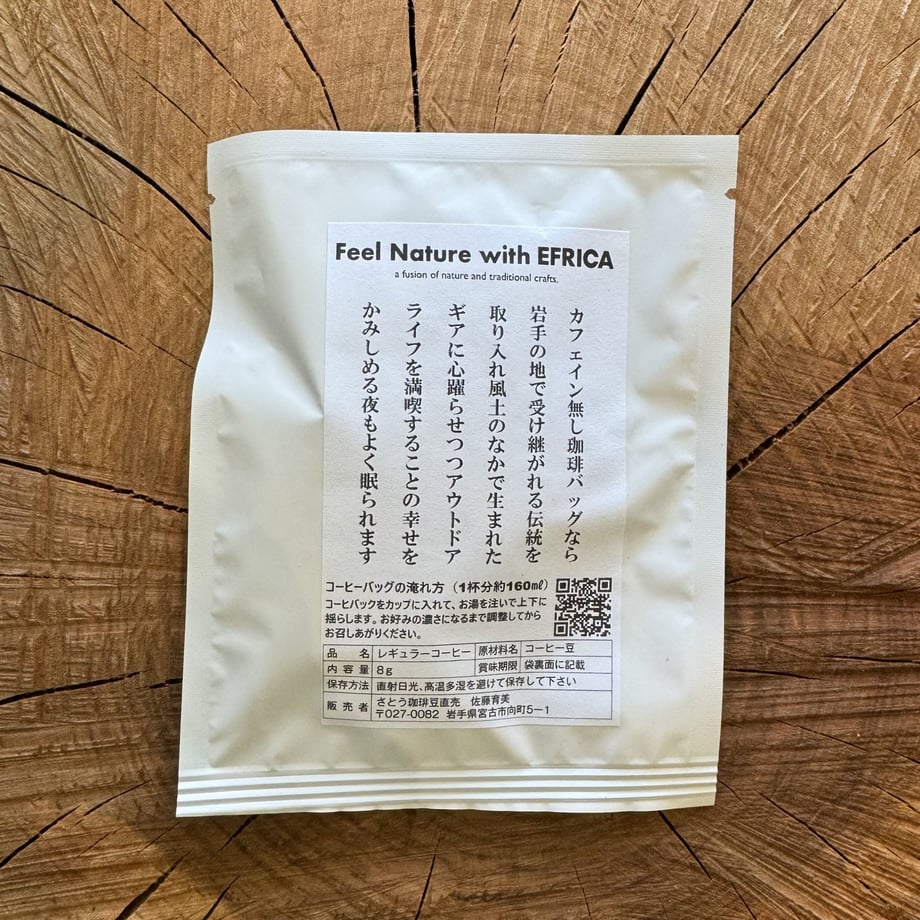 Feel Nature with EFRICA
a fusion of nature and traditional crafts.
カフェイン無し珈琲バッグなら
岩手の地で受け継がれる伝統を
取り入れ風土のなかで生まれた
ギアに心躍らせつつアウトドア
ライフを満喫することの幸せを
かみしめる夜もよく眠られます
コーヒーバッグの淹れ方（1杯分約160㎖）
コーヒバックをカップに入れて、お湯を注いで上下に
揺らします。お好みの濃さになるまで調整してから
お召しあがりください。
品名 レギュラーコーヒー 原材料名 コーヒー豆
内容量 8g 賞味期限 袋裏面に記載
保存方法 直射日光、高温多湿を避けて保存して下さい
販売者 さとう珈琲豆直売 佐藤育美
〒027-0082 岩手県宮古市向町5－1